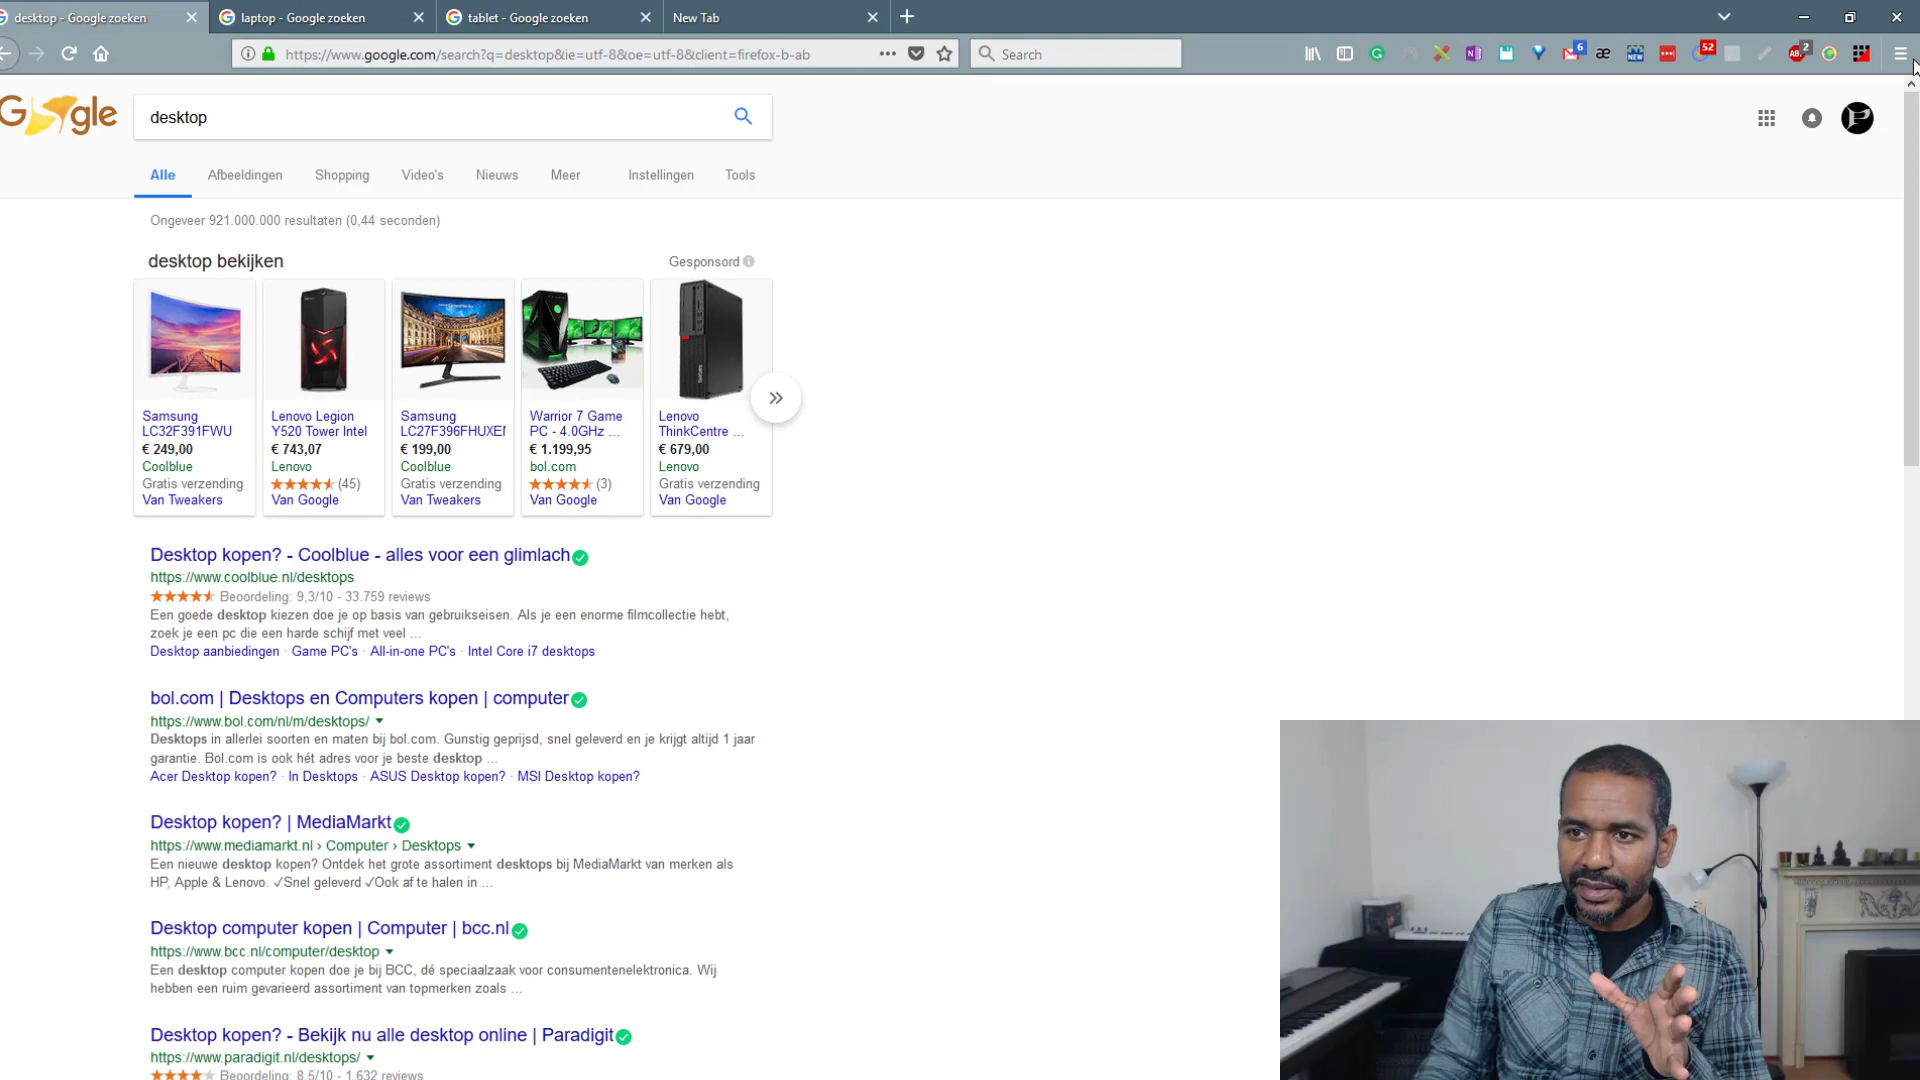 desktop - Google zoeken
laptop - Google zoeken
tablet - Google zoeken
New Tab
https://www.google.com/search?q=desktop&ie=utf-8&oe=utf-8&client=firefox-b-ab
Search
6
52
2
Google
desktop
Alle
Afbeeldingen
Shopping
Video's
Nieuws
Meer
Instellingen
Tools
Ongeveer 921.000.000 resultaten (0,44 seconden)
desktop bekijken
Gesponsord
Samsung
LC32F391FWU
€ 249,00
Coolblue
Gratis verzending
Van Tweakers
Lenovo Legion
Y520 Tower Intel
€ 743,07
Lenovo
(45)
Van Google
Samsung
LC27F396FHUXEN
€ 199,00
Coolblue
Gratis verzending
Van Tweakers
Warrior 7 Game
PC - 4.0GHz ...
€ 1.199,95
bol.com
(3)
Van Google
Lenovo
ThinkCentre ...
€ 679,00
Lenovo
Gratis verzending
Van Google
Desktop kopen? - Coolblue - alles voor een glimlach
https://www.coolblue.nl/desktops
Beoordeling: 9,3/10 - 33.759 reviews
Een goede desktop kiezen doe je op basis van gebruikseisen. Als je een enorme filmcollectie hebt,
zoek je een pc die een harde schijf met veel ...
Desktop aanbiedingen · Game PC's · All-in-one PC's · Intel Core i7 desktops
bol.com | Desktops en Computers kopen | computer
https://www.bol.com/nl/m/desktops/
Desktops in allerlei soorten en maten bij bol.com. Gunstig geprijsd, snel geleverd en je krijgt altijd 1 jaar
garantie. Bol.com is ook hét adres voor je beste desktop ...
Acer Desktop kopen? · In Desktops · ASUS Desktop kopen? · MSI Desktop kopen?
Desktop kopen? | MediaMarkt
https://www.mediamarkt.nl › Computer › Desktops
Een nieuwe desktop kopen? Ontdek het grote assortiment desktops bij MediaMarkt van merken als
HP, Apple & Lenovo. ✓Snel geleverd ✓Ook af te halen in ...
Desktop computer kopen | Computer | bcc.nl
https://www.bcc.nl/computer/desktop
Een desktop computer kopen doe je bij BCC, dé speciaalzaak voor consumentenelektronica. Wij
hebben een ruim gevarieerd assortiment van topmerken zoals ...
Desktop kopen? - Bekijk nu alle desktop online | Paradigit
https://www.paradigit.nl/desktops/
Beoordeling: 8,5/10 - 1.632 reviews